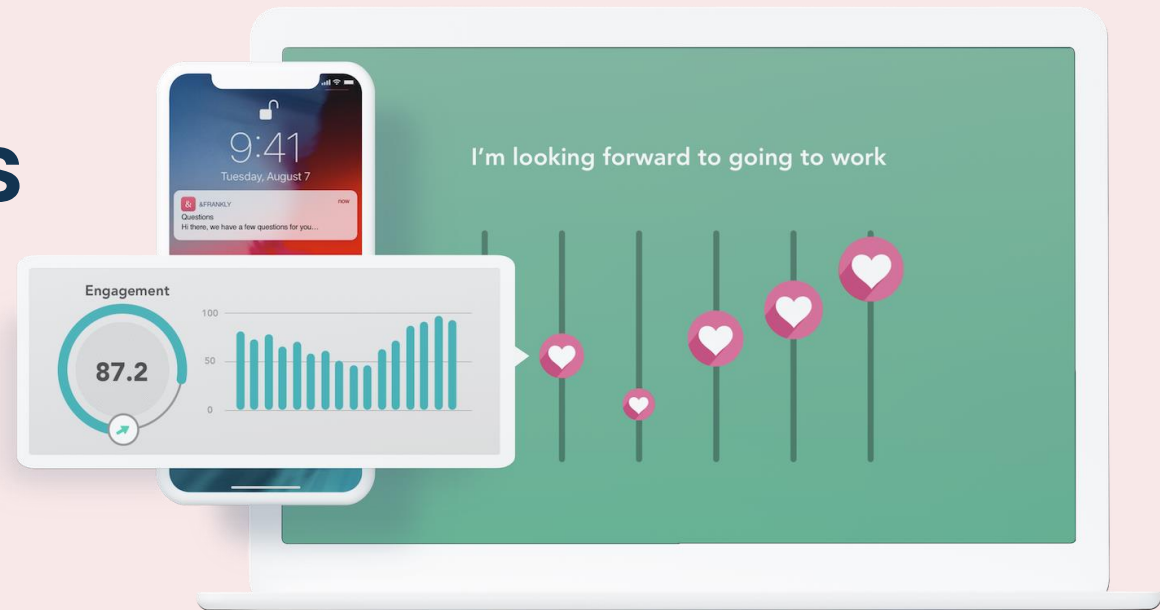 s
I'm looking forward to going to work
9:41
Tuesday, August 7
&
&FRANKLY
now
Questions
Hi there, we have a few questions for you...
Engagement
87.2
100
50
0